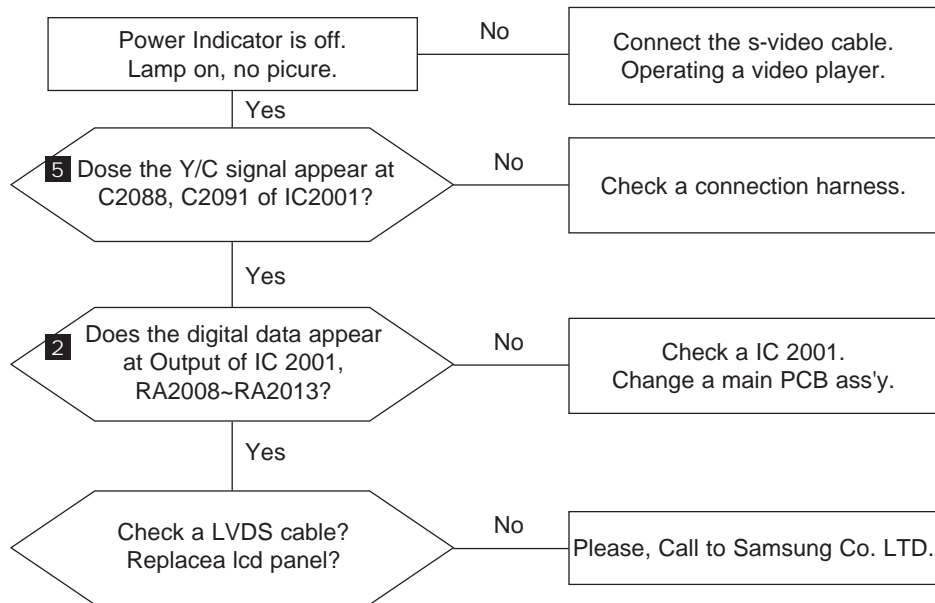 Power Indicator is off.
Lamp on, no picure.
No
Connect the s-video cable.
Operating a video player.
Yes
5 Dose the Y/C signal appear at
C2088, C2091 of IC2001?
No
Check a connection harness.
Yes
2 Does the digital data appear
at Output of IC 2001,
RA2008~RA2013?
No
Check a IC 2001.
Change a main PCB ass'y.
Yes
Check a LVDS cable?
Replacea lcd panel?
No
Please, Call to Samsung Co. LTD.